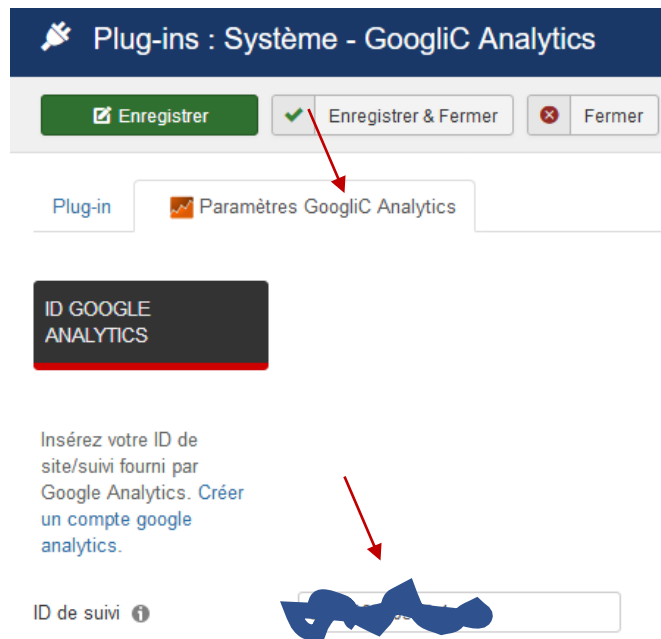 Plug-ins : Système - GoogliC Analytics
Enregistrer
Enregistrer & Fermer
Fermer
Plug-in
Paramètres GoogliC Analytics
ID GOOGLE
ANALYTICS
Insérez votre ID de
site/suivi fourni par
Google Analytics. Créer
un compte google
analytics.
ID de suivi